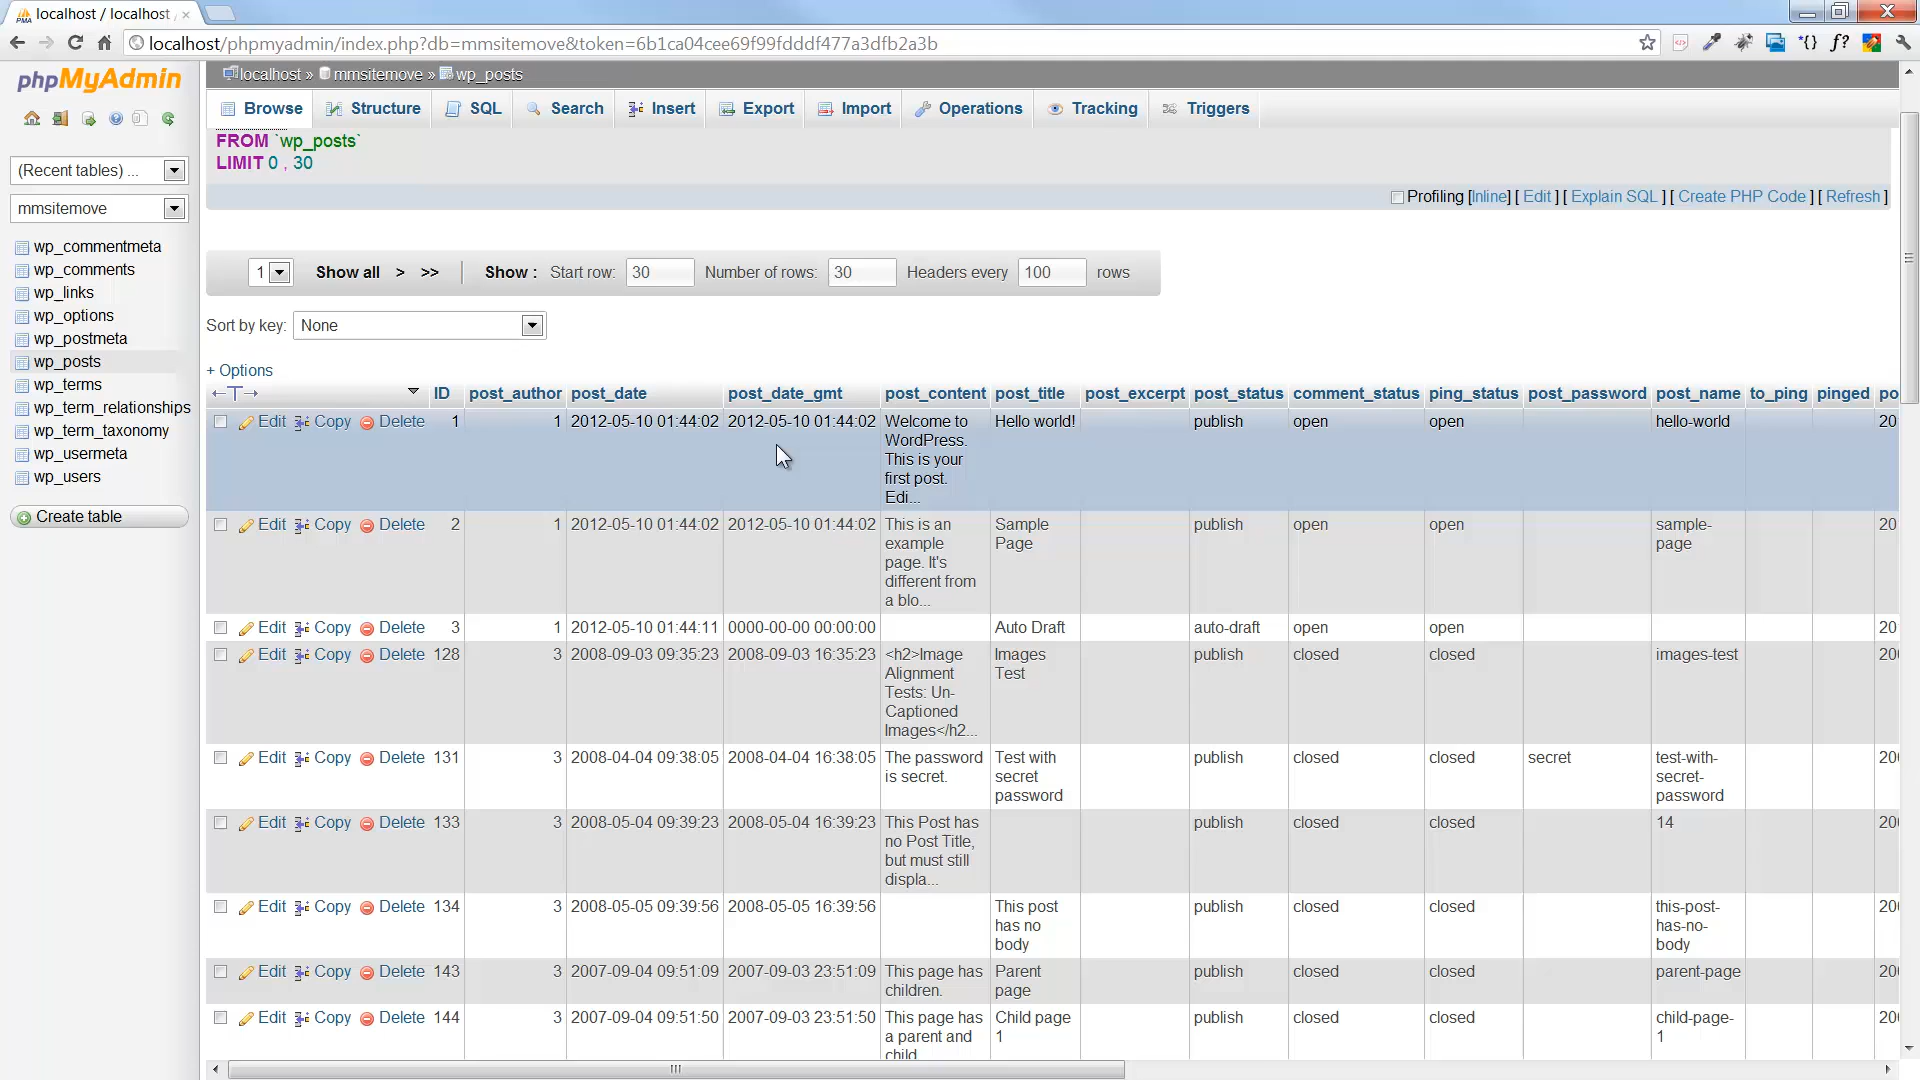 localhost / localhost
localhost/phpmyadmin/index.php?db=mmsitemove&token=6b1ca04cee69f99fdddf477a3dfb2a3b
phpMyAdmin
(Recent tables) ...
mmsitemove
wp_commentmeta
wp_comments
wp_links
wp_options
wp_postmeta
wp_posts
wp_terms
wp_term_relationships
wp_term_taxonomy
wp_usermeta
wp_users
Create table
localhost » mmsitemove » wp_posts
Browse Structure SQL Search Insert Export Import Operations Tracking Triggers
FROM `wp_posts`
LIMIT 0 , 30
Profiling [Inline] [ Edit ] [ Explain SQL ] [ Create PHP Code ] [ Refresh ]
1 Show all > >> Show : Start row: 30 Number of rows: 30 Headers every 100 rows
Sort by key: None
+ Options
←T→ ID post_author post_date post_date_gmt post_content post_title post_excerpt post_status comment_status ping_status post_password post_name to_ping pinged po
Edit Copy Delete 1 1 2012-05-10 01:44:02 2012-05-10 01:44:02 Welcome to Hello world! publish open open hello-world 20
WordPress.
This is your
first post.
Edi...
Edit Copy Delete 2 1 2012-05-10 01:44:02 2012-05-10 01:44:02 This is an Sample publish open open sample- 20
example Page page
page. It's
different from
a blo...
Edit Copy Delete 3 1 2012-05-10 01:44:11 0000-00-00 00:00:00 Auto Draft auto-draft open open 20
Edit Copy Delete 128 3 2008-09-03 09:35:23 2008-09-03 16:35:23 <h2>Image Images publish closed closed images-test 200
Alignment Test
Tests: Un-
Captioned
Images</h2...
Edit Copy Delete 131 3 2008-04-04 09:38:05 2008-04-04 16:38:05 The password Test with publish closed closed secret test-with- 200
is secret. secret secret-
password password
Edit Copy Delete 133 3 2008-05-04 09:39:23 2008-05-04 16:39:23 This Post has publish closed closed 14 200
no Post Title,
but must still
displa...
Edit Copy Delete 134 3 2008-05-05 09:39:56 2008-05-05 16:39:56 This post publish closed closed this-post- 200
has no has-no-
body body
Edit Copy Delete 143 3 2007-09-04 09:51:09 2007-09-03 23:51:09 This page has Parent publish closed closed parent-page 200
children. page
Edit Copy Delete 144 3 2007-09-04 09:51:50 2007-09-03 23:51:50 This page has Child page publish closed closed child-page- 200
a parent and 1 1
child